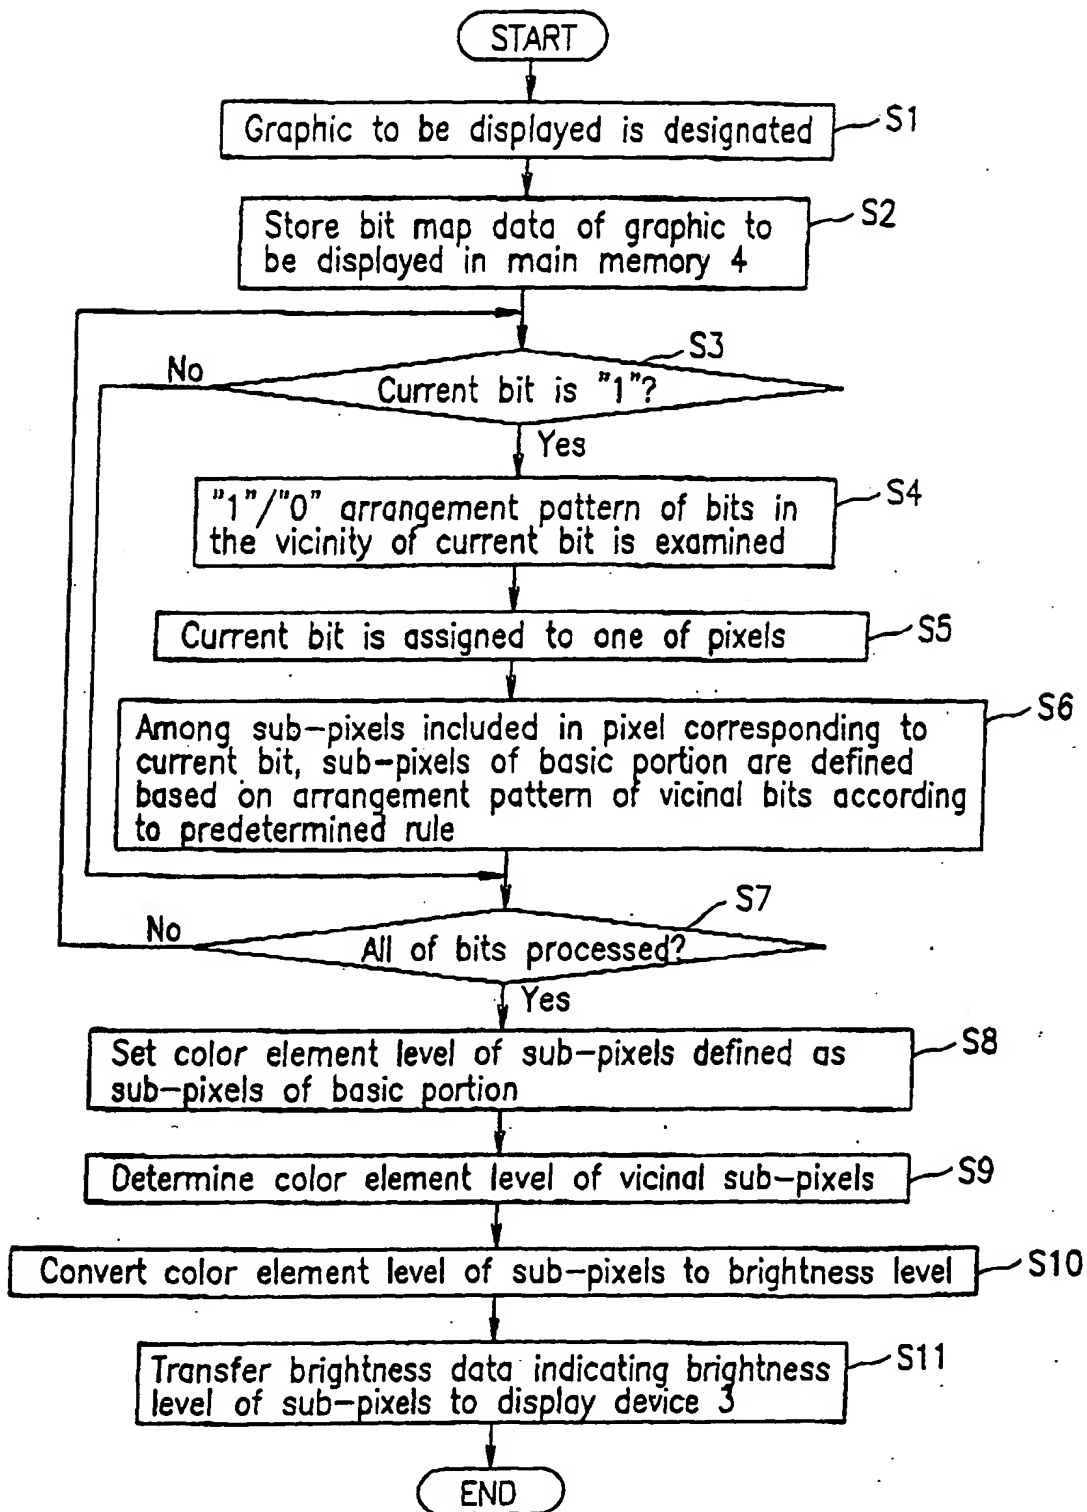 START
Graphic to be displayed is designated
S1
Store bit map data of graphic to
be displayed in main memory 4
S2
S3
No
Current bit is "1"?
Yes
"1"/"0" arrangement pattern of bits in
the vicinity of current bit is examined
S4
Current bit is assigned to one of pixels
S5
Among sub-pixels included in pixel corresponding to
current bit, sub-pixels of basic portion are defined
based on arrangement pattern of vicinal bits according
to predetermined rule
S6
S7
No
All of bits processed?
Yes
Set color element level of sub-pixels defined as
sub-pixels of basic portion
S8
Determine color element level of vicinal sub-pixels
S9
Convert color element level of sub-pixels to brightness level
S10
Transfer brightness data indicating brightness
level of sub-pixels to display device 3
S11
END